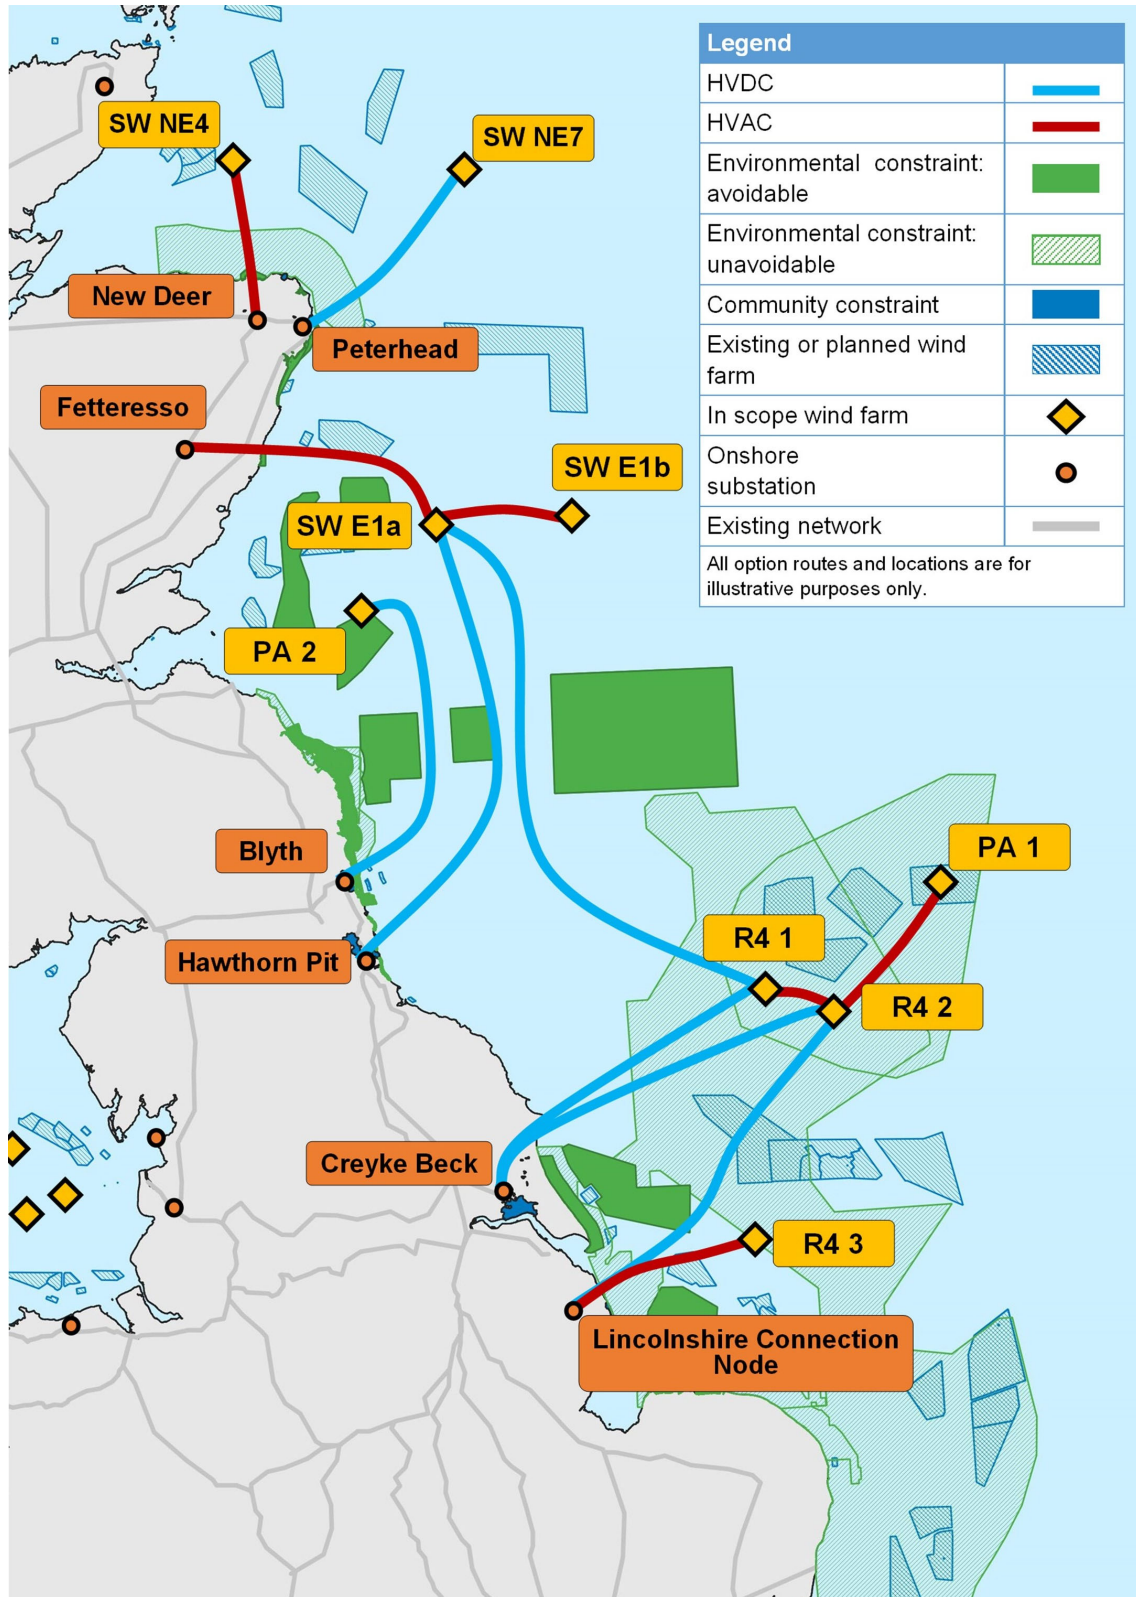 Legend
HVDC
HVAC
Environmental constraint:
avoidable
Environmental constraint:
unavoidable
Community constraint
Existing or planned wind
farm
In scope wind farm
Onshore
substation
Existing network
All option routes and locations are for
illustrative purposes only.
SW NE4
SW NE7
New Deer
Peterhead
Fetteresso
SW E1b
SW E1a
PA 2
Blyth
PA 1
R4 1
Hawthorn Pit
R4 2
Creyke Beck
R4 3
Lincolnshire Connection
Node